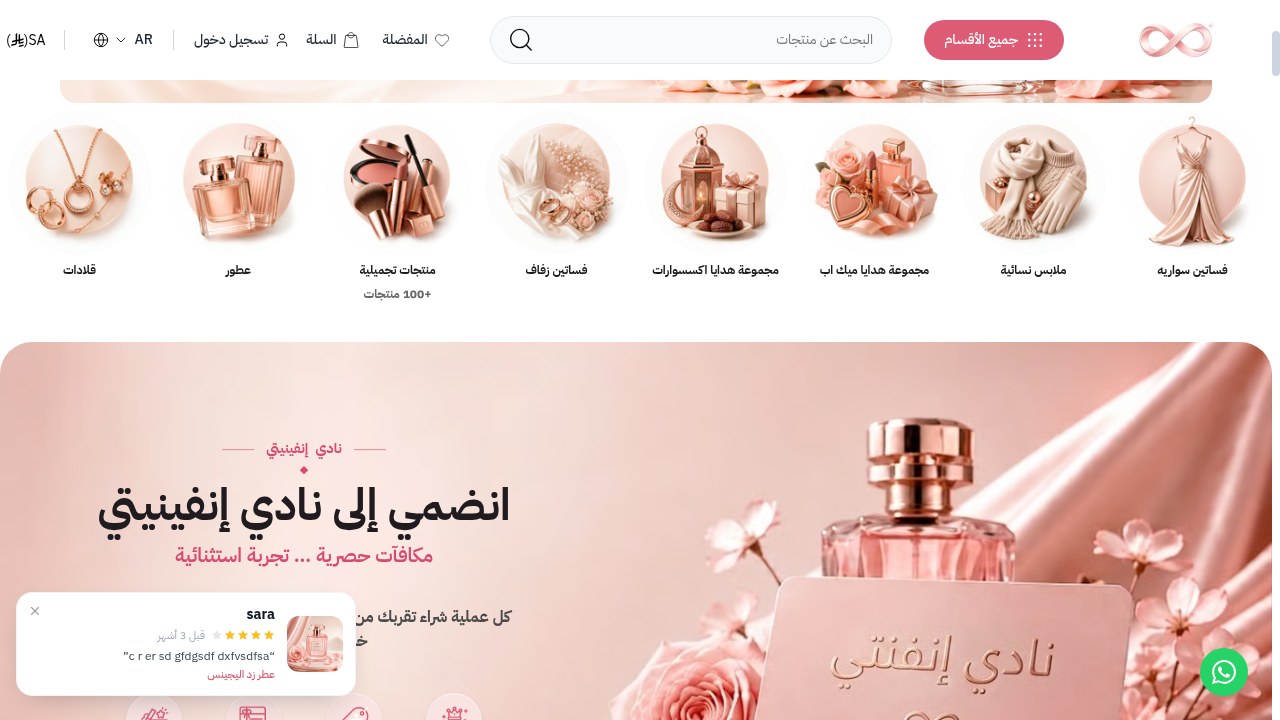 جميع الأقسام
البحث عن منتجات
المفضلة
السلة
تسجيل دخول
AR
SA(⃁)
فساتين سواريه
ملابس نسائية
مجموعة هدايا ميك اب
مجموعة هدايا اكسسوارات
فساتين زفاف
منتجات تجميلية
+100 منتجات
عطور
قلادات
نادي إنفينيتي
انضمي إلى نادي إنفينيتي
مكافآت حصرية ... تجربة استثنائية
كل عملية شراء تقربك من
نادي إنفنتي
sara
قبل 3 أشهر
“c r er sd gfdgsdf dxfvsdfsa”
عطر زد اليجينس